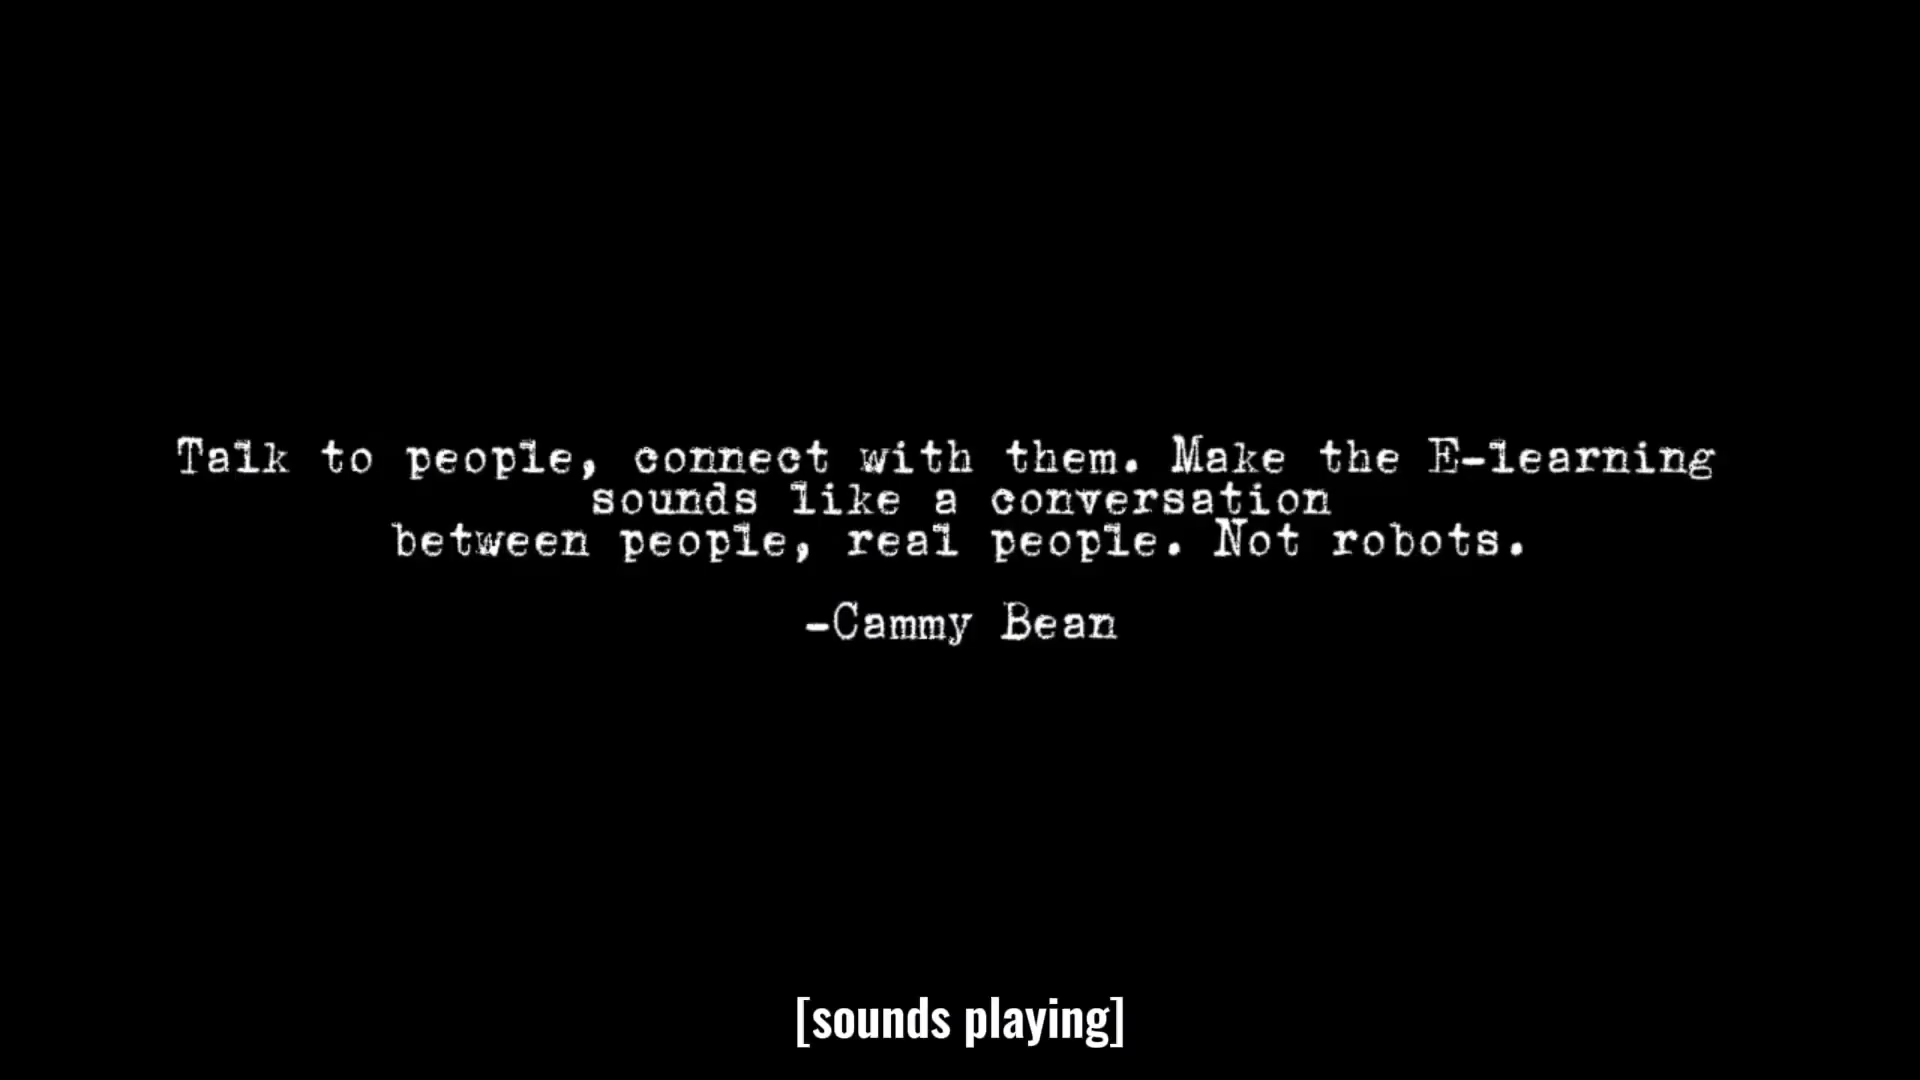 Talk to people, connect with them. Make the E-learning
sounds like a conversation
between people, real people. Not robots.
-Cammy Bean
[sounds playing]